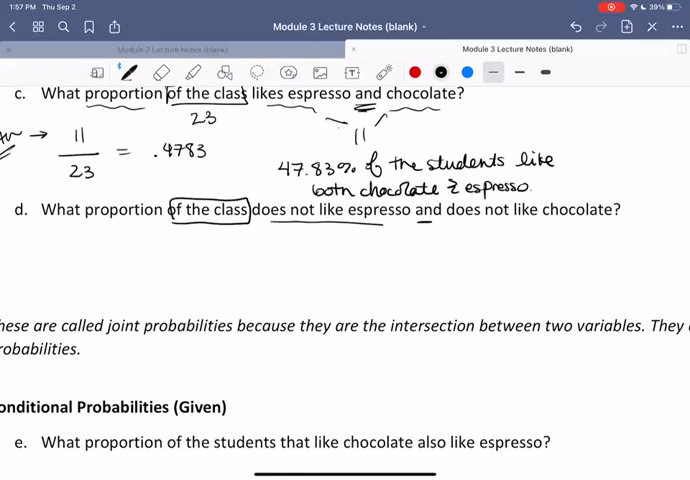 1:57 PM Thu Sep 2
39%
Module 3 Lecture Notes (blank)
Module 2 Lecture Notes (blank)
Module 3 Lecture Notes (blank)
c. What proportion of the class likes espresso and chocolate?
23
11
11
23
= .4783
47.83% of the students like
both chocolate & espresso.
d. What proportion of the class does not like espresso and does not like chocolate?
hese are called joint probabilities because they are the intersection between two variables. They
robabilities.
onditional Probabilities (Given)
e. What proportion of the students that like chocolate also like espresso?